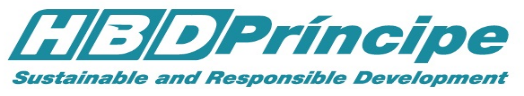 HBDPríncipe
Sustainable and Responsible Development